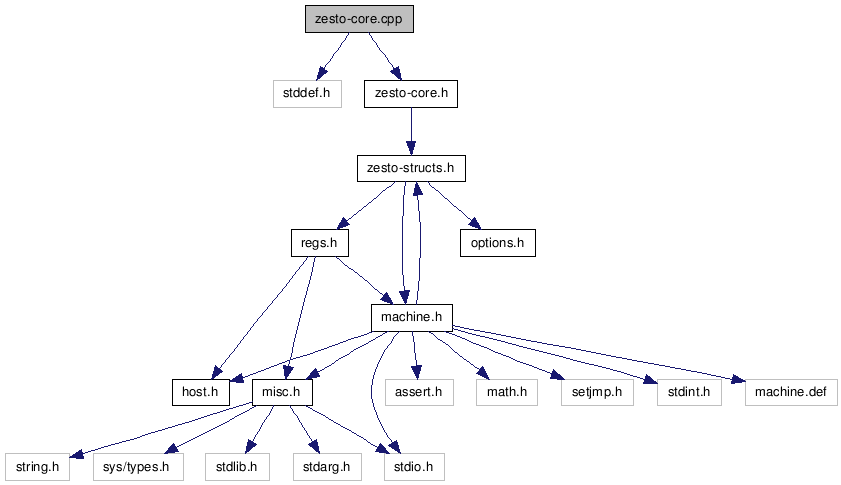 zesto-core.cpp
stddef.h
zesto-core.h
zesto-structs.h
regs.h
options.h
machine.h
host.h
misc.h
assert.h
math.h
setjmp.h
stdint.h
machine.def
string.h
sys/types.h
stdlib.h
stdarg.h
stdio.h